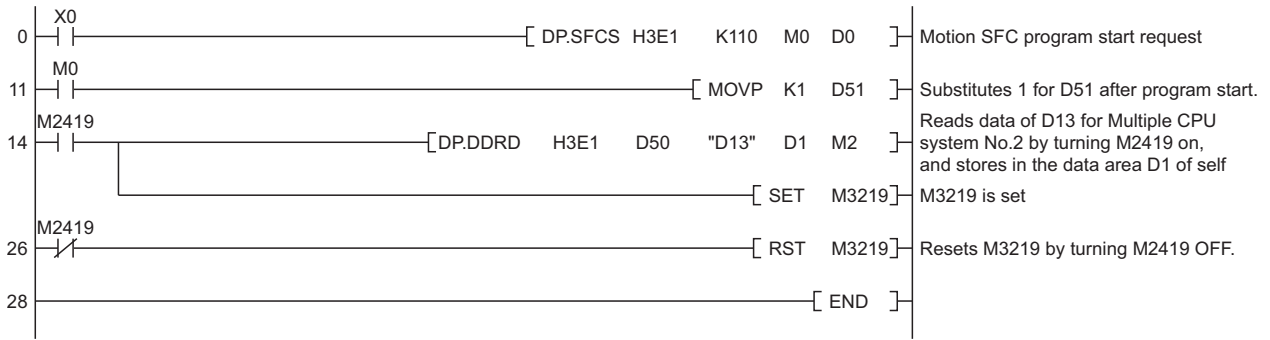 X0
0 DP.SFCS H3E1 K110 M0 D0 Motion SFC program start request
M0
11 MOVP K1 D51 Substitutes 1 for D51 after program start.
M2419
14 DP.DDRD H3E1 D50 "D13" D1 M2 Reads data of D13 for Multiple CPU
system No.2 by turning M2419 on,
and stores in the data area D1 of self
SET M3219 M3219 is set
M2419
26 RST M3219 Resets M3219 by turning M2419 OFF.
28 END